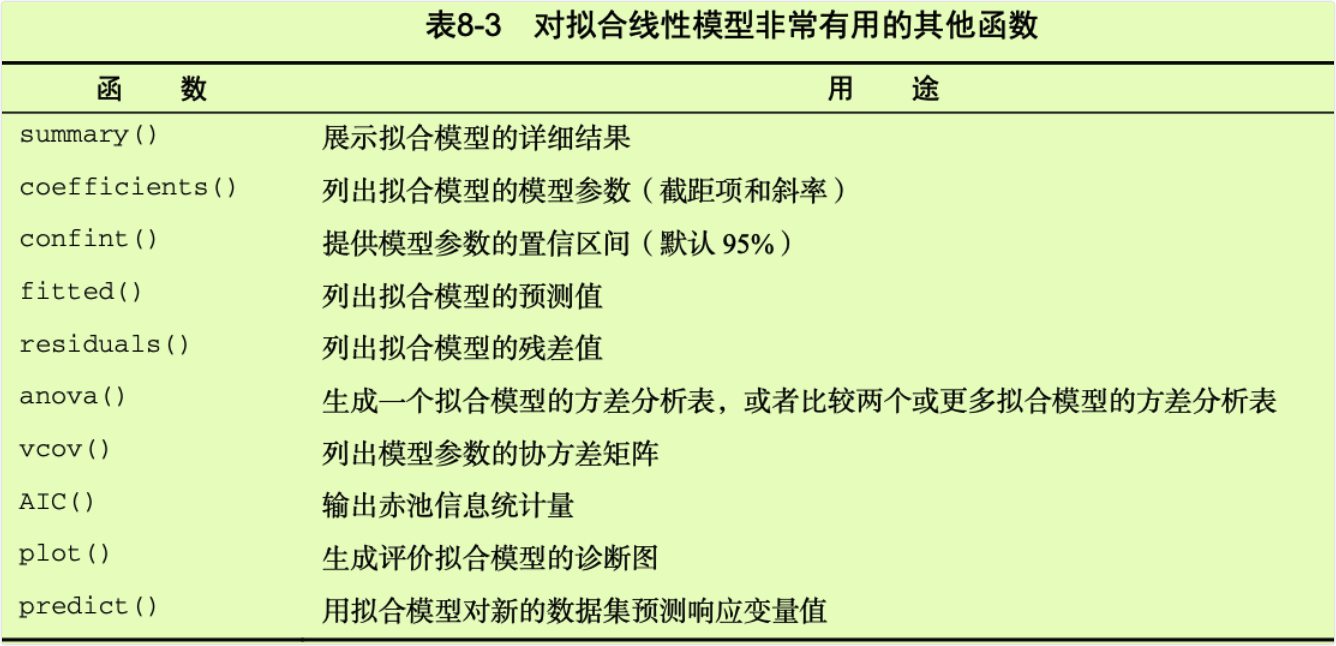 表8-3 对拟合线性模型非常有用的其他函数
函 数 用 途
summary() 展示拟合模型的详细结果
coefficients() 列出拟合模型的模型参数（截距项和斜率）
confint() 提供模型参数的置信区间（默认 95%）
fitted() 列出拟合模型的预测值
residuals() 列出拟合模型的残差值
anova() 生成一个拟合模型的方差分析表，或者比较两个或更多拟合模型的方差分析表
vcov() 列出模型参数的协方差矩阵
AIC() 输出赤池信息统计量
plot() 生成评价拟合模型的诊断图
predict() 用拟合模型对新的数据集预测响应变量值